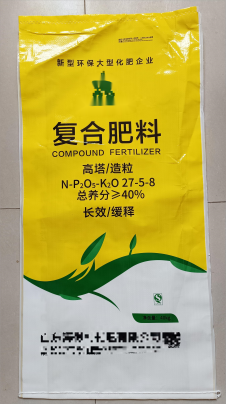 新型环保大型化肥企业
复合肥料
COMPOUND FERTILIZER
高塔/造粒
N-P₂O₅-K₂O 27-5-8
总养分≥40%
长效/缓释